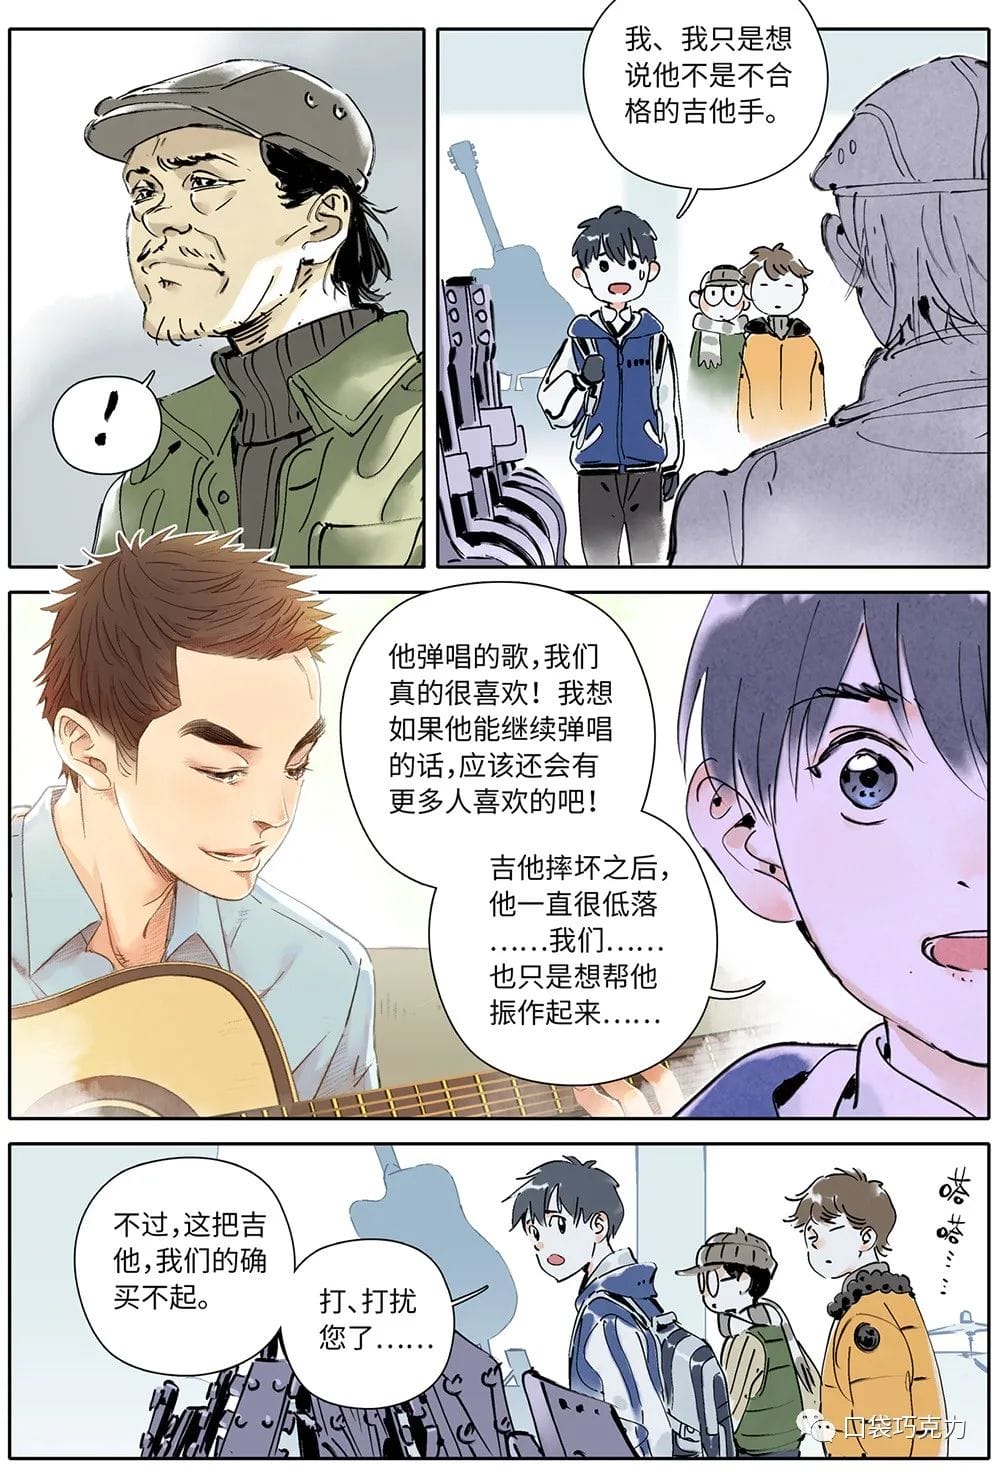 ！
我、我只是想
说他不是不合
格的吉他手。
他弹唱的歌，我们
真的很喜欢！我想
如果他能继续弹唱
的话，应该还会有
更多人喜欢的吧！
吉他摔坏之后，
他一直很低落
……我们……
也只是想帮他
振作起来……
不过，这把吉
他，我们的确
买不起。
打、打扰
您了……
口袋巧克力